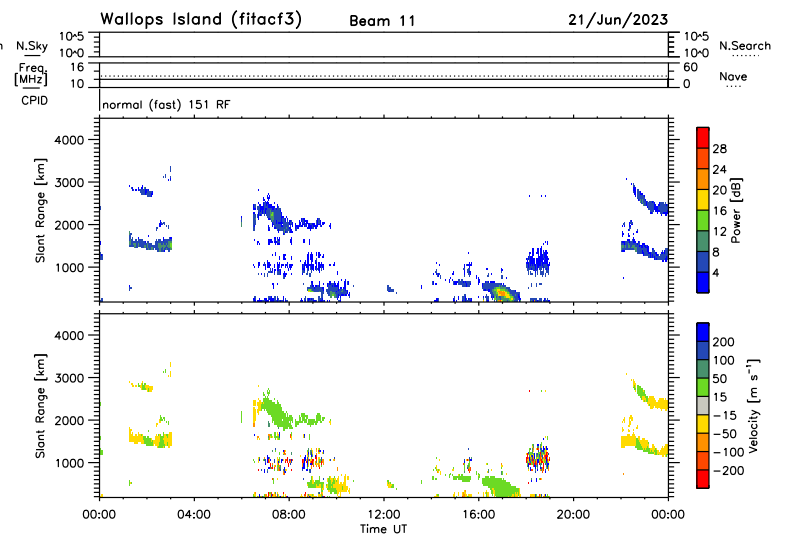 Wallops Island (fitacf3) Beam 11 21/Jun/2023
n N.Sky 10^5 10^5 N.Search
10^0 10^0
Freq. 16 60 Nave
[MHz] 10 0
CPID normal (fast) 151 RF
Slant Range [km]
4000
3000
2000
1000
Power [dB]
28
24
20
16
12
8
4
Slant Range [km]
4000
3000
2000
1000
Velocity [m s⁻¹]
200
100
50
15
−15
−50
−100
−200
00:00 04:00 08:00 12:00 16:00 20:00 00:00
Time UT